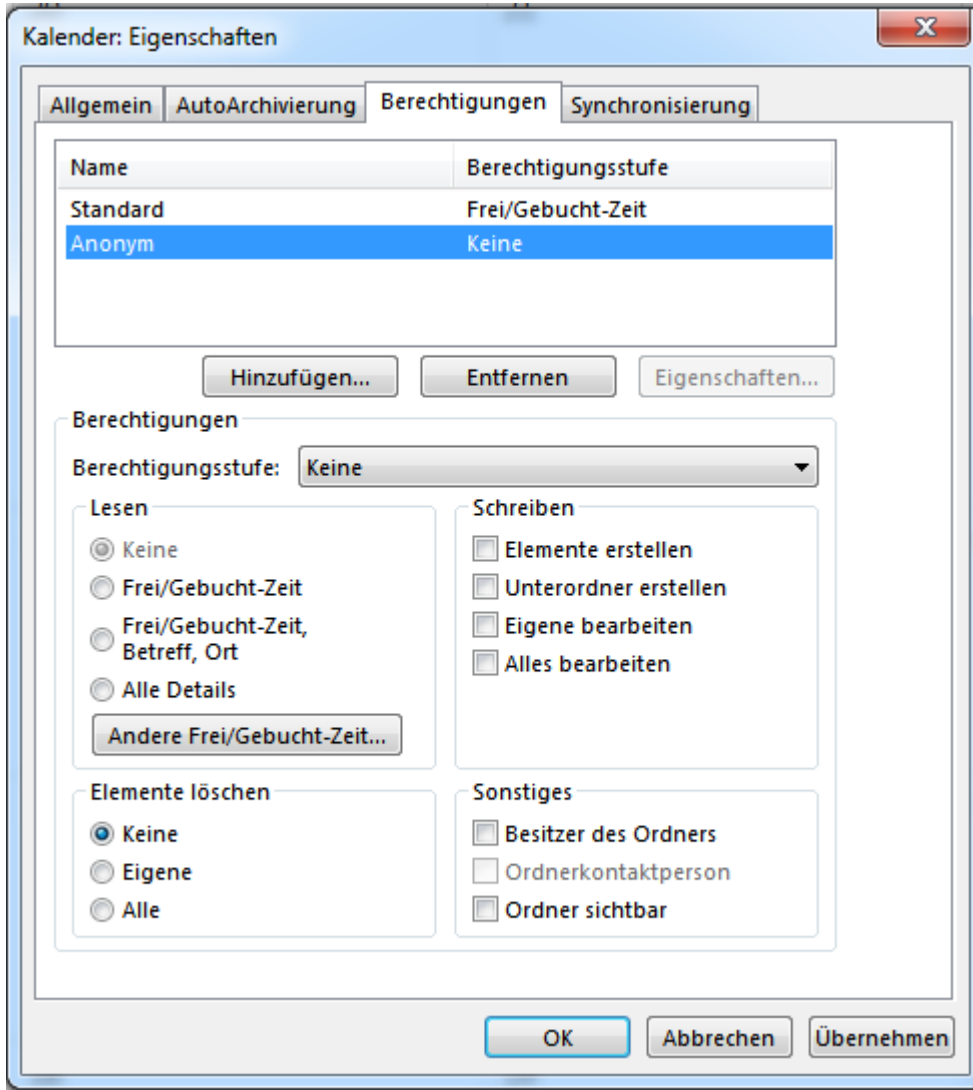 Kalender: Eigenschaften
Allgemein AutoArchivierung Berechtigungen Synchronisierung
Name Berechtigungsstufe
Standard Frei/Gebucht-Zeit
Anonym Keine
Hinzufügen... Entfernen Eigenschaften...
Berechtigungen
Berechtigungsstufe: Keine
Lesen
Keine
Frei/Gebucht-Zeit
Frei/Gebucht-Zeit,
Betreff, Ort
Alle Details
Andere Frei/Gebucht-Zeit...
Schreiben
Elemente erstellen
Unterordner erstellen
Eigene bearbeiten
Alles bearbeiten
Elemente löschen
Keine
Eigene
Alle
Sonstiges
Besitzer des Ordners
Ordnerkontaktperson
Ordner sichtbar
OK Abbrechen Übernehmen